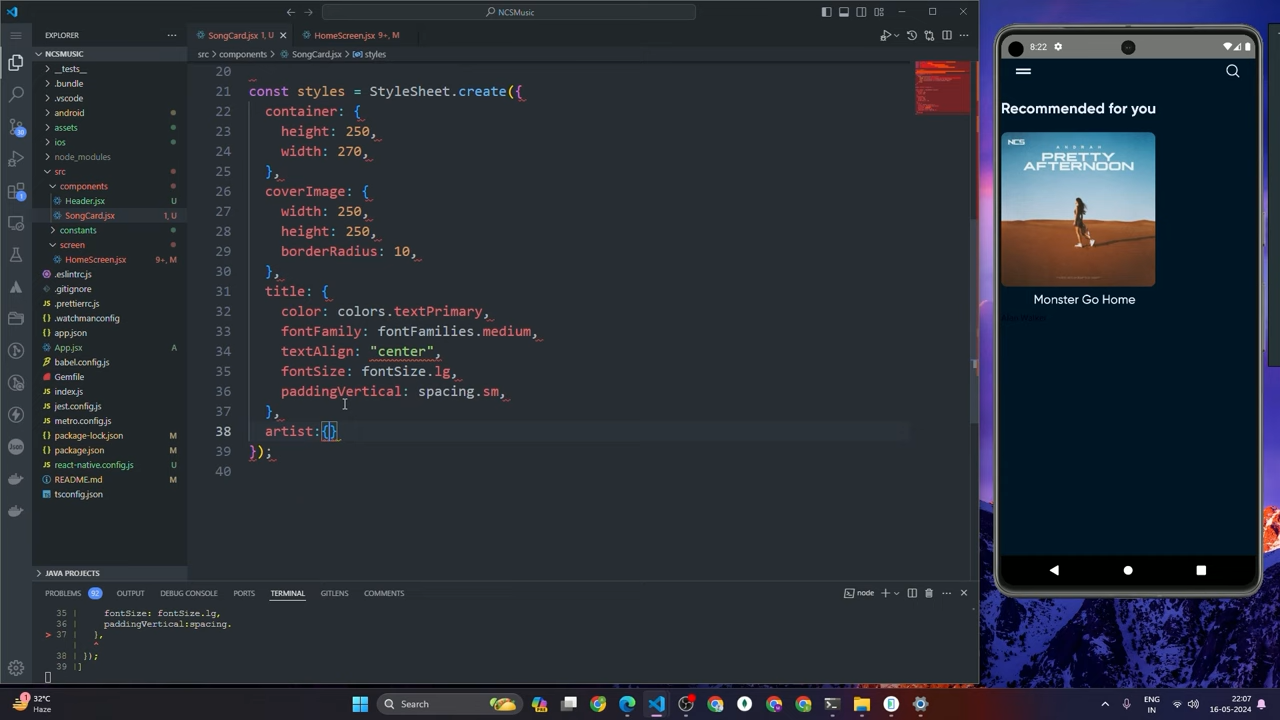 NCSMusic
EXPLORER
SongCard.jsx 1, U
HomeScreen.jsx 9+, M
8:22
NCSMUSIC
src > components > SongCard.jsx > styles
__tests__
.bundle
.vscode
android
assets
ios
node_modules
src
components
Header.jsx U
SongCard.jsx 1, U
constants
screen
HomeScreen.jsx 9+, M
.eslintrc.js
.gitignore
.prettierrc.js
.watchmanconfig
app.json
App.jsx A
babel.config.js
Gemfile
index.js
jest.config.js
metro.config.js
package-lock.json M
package.json M
react-native.config.js U
README.md M
tsconfig.json
JAVA PROJECTS
20
21 const styles = StyleSheet.create({
22 container: {
23 height: 250,
24 width: 270,
25 },
26 coverImage: {
27 width: 250,
28 height: 250,
29 borderRadius: 10,
30 },
31 title: {
32 color: colors.textPrimary,
33 fontFamily: fontFamilies.medium,
34 textAlign: "center",
35 fontSize: fontSize.lg,
36 paddingVertical: spacing.sm,
37 },
38 artist:{}
39 });
40
Recommended for you
NCS
PRETTY
AFTERNOON
Monster Go Home
PROBLEMS 92 OUTPUT DEBUG CONSOLE PORTS TERMINAL GITLENS COMMENTS
node
35 | fontSize: fontSize.lg,
36 | paddingVertical:spacing.
> 37 | },
| ^
38 | });
39 |]
30
1
32°C
Haze
Search
ENG
IN
22:07
16-05-2024